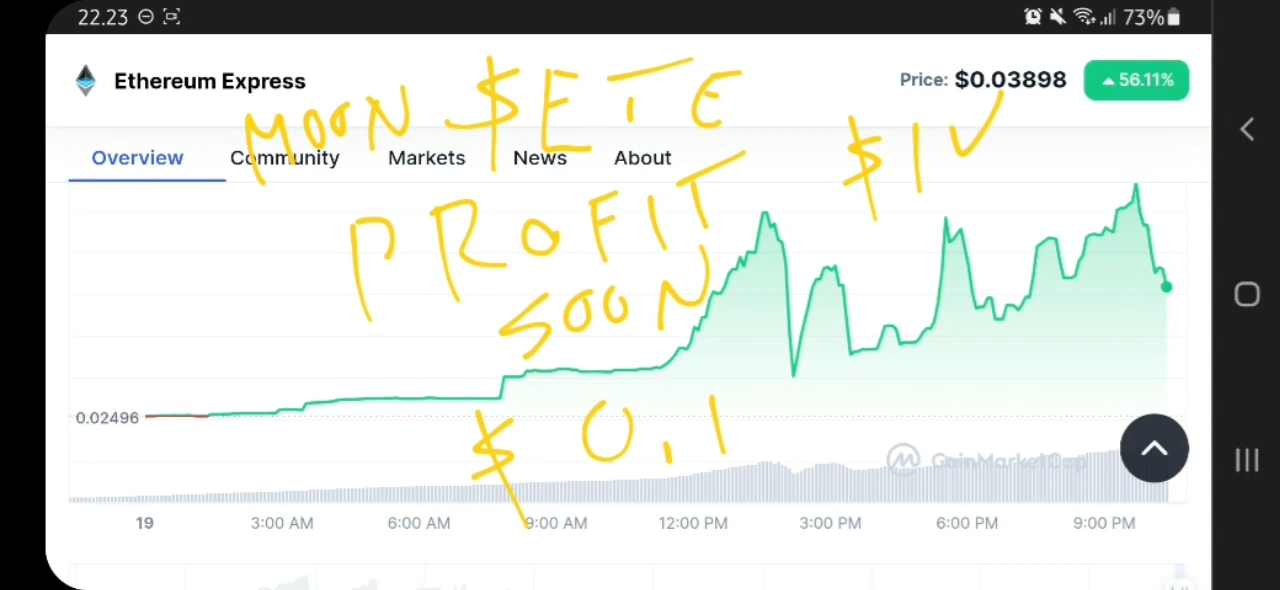 22.23 73%
Ethereum Express Price: $0.03898 56.11%
MOON $ETE
Overview Community Markets News About
$1
PROFIT
SOON
0.02496
$ 0.1
CoinMarketCap
19 3:00 AM 6:00 AM 9:00 AM 12:00 PM 3:00 PM 6:00 PM 9:00 PM